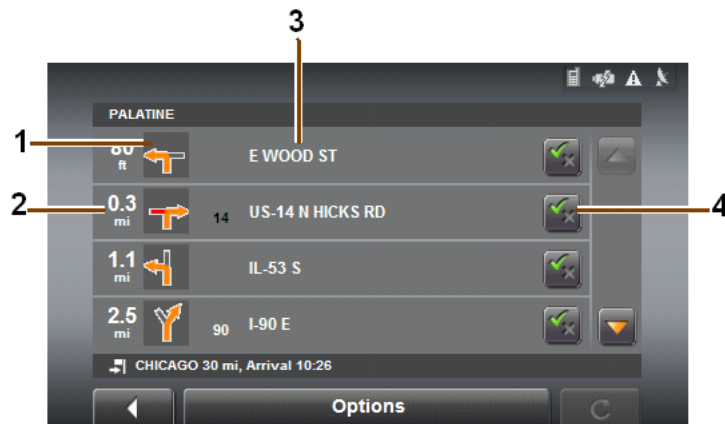 3
PALATINE
1
80
ft
E WOOD ST
2
0.3
mi
14
US-14 N HICKS RD
4
1.1
mi
IL-53 S
2.5
mi
90
I-90 E
CHICAGO 30 mi, Arrival 10:26
Options